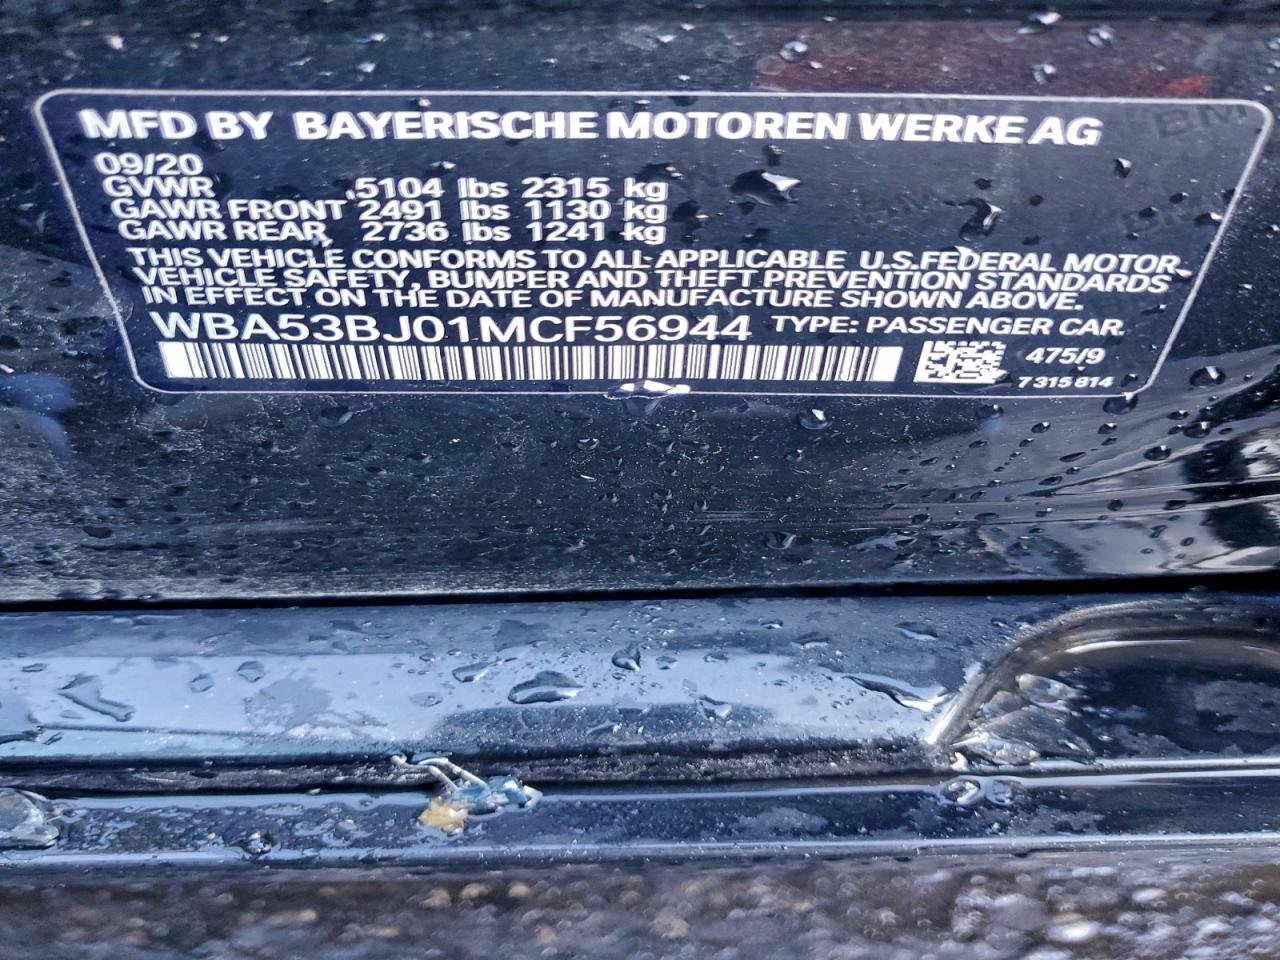 MFD BY BAYERISCHE MOTOREN WERKE AG
09/20
GVWR 5104 lbs 2315 kg
GAWR FRONT 2491 lbs 1130 kg
GAWR REAR 2736 lbs 1241 kg
THIS VEHICLE CONFORMS TO ALL APPLICABLE U.S.FEDERAL MOTOR
VEHICLE SAFETY, BUMPER AND THEFT PREVENTION STANDARDS
IN EFFECT ON THE DATE OF MANUFACTURE SHOWN ABOVE.
WBA53BJ01MCF56944 TYPE: PASSENGER CAR
475/9
7 315 814